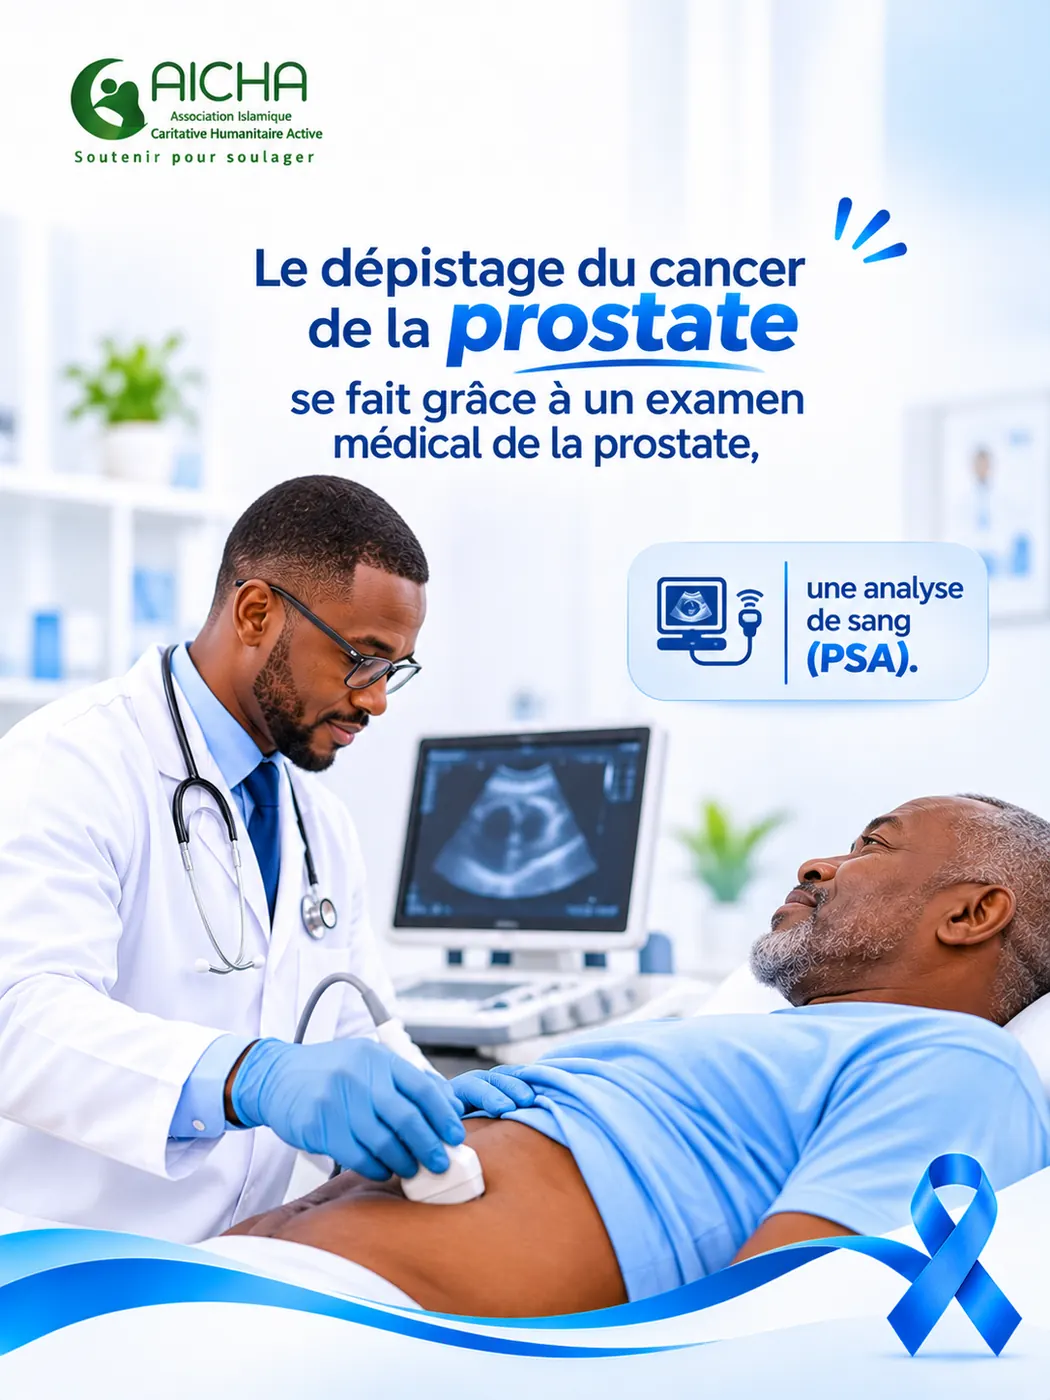 AICHA
Association Islamique
Caritative Humanitaire Active
Soutenir pour soulager
Le dépistage du cancer
de la prostate
se fait grâce à un examen
médical de la prostate,
une analyse
de sang
(PSA).